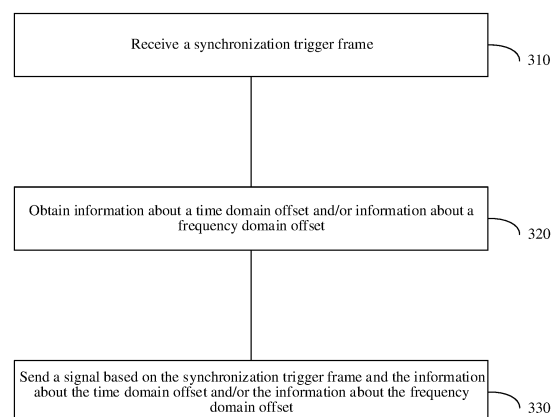 Receive a synchronization trigger frame
310
Obtain information about a time domain offset and/or information about a
frequency domain offset
320
Send a signal based on the synchronization trigger frame and the information
about the time domain offset and/or the information about the frequency
domain offset
330